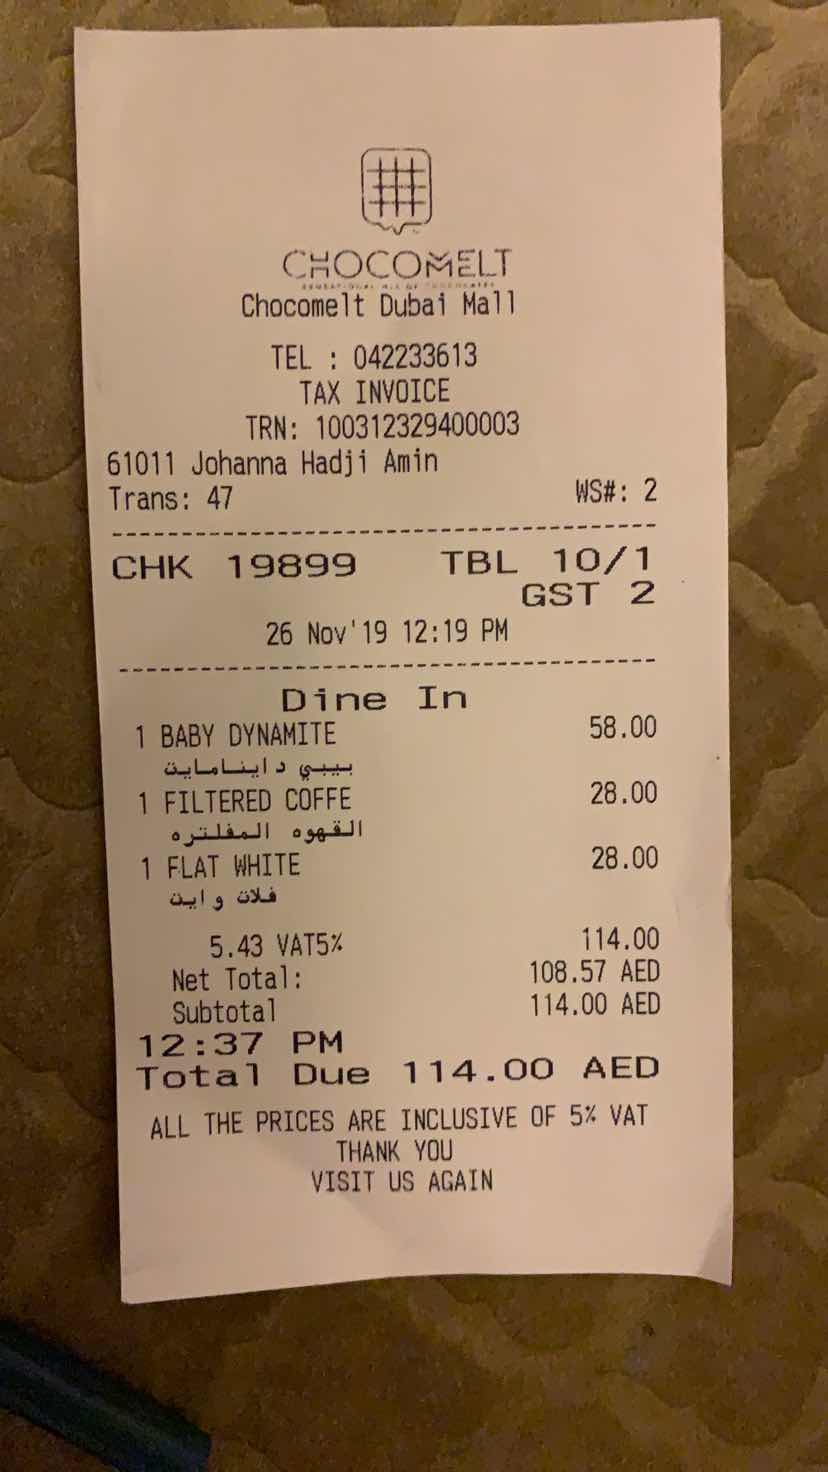 CHOCOMELT
Chocomelt Dubai Mall
TEL : 042233613
TAX INVOICE
TRN: 100312329400003
61011 Johanna Hadji Amin
Trans: 47 WS#: 2
CHK 19899 TBL 10/1
GST 2
26 Nov'19 12:19 PM
Dine In
1 BABY DYNAMITE 58.00
بيبي داينامايت
1 FILTERED COFFE 28.00
القهوه المفلتره
1 FLAT WHITE 28.00
فلات وايت
5.43 VAT5% 114.00
Net Total: 108.57 AED
Subtotal 114.00 AED
12:37 PM
Total Due 114.00 AED
ALL THE PRICES ARE INCLUSIVE OF 5% VAT
THANK YOU
VISIT US AGAIN